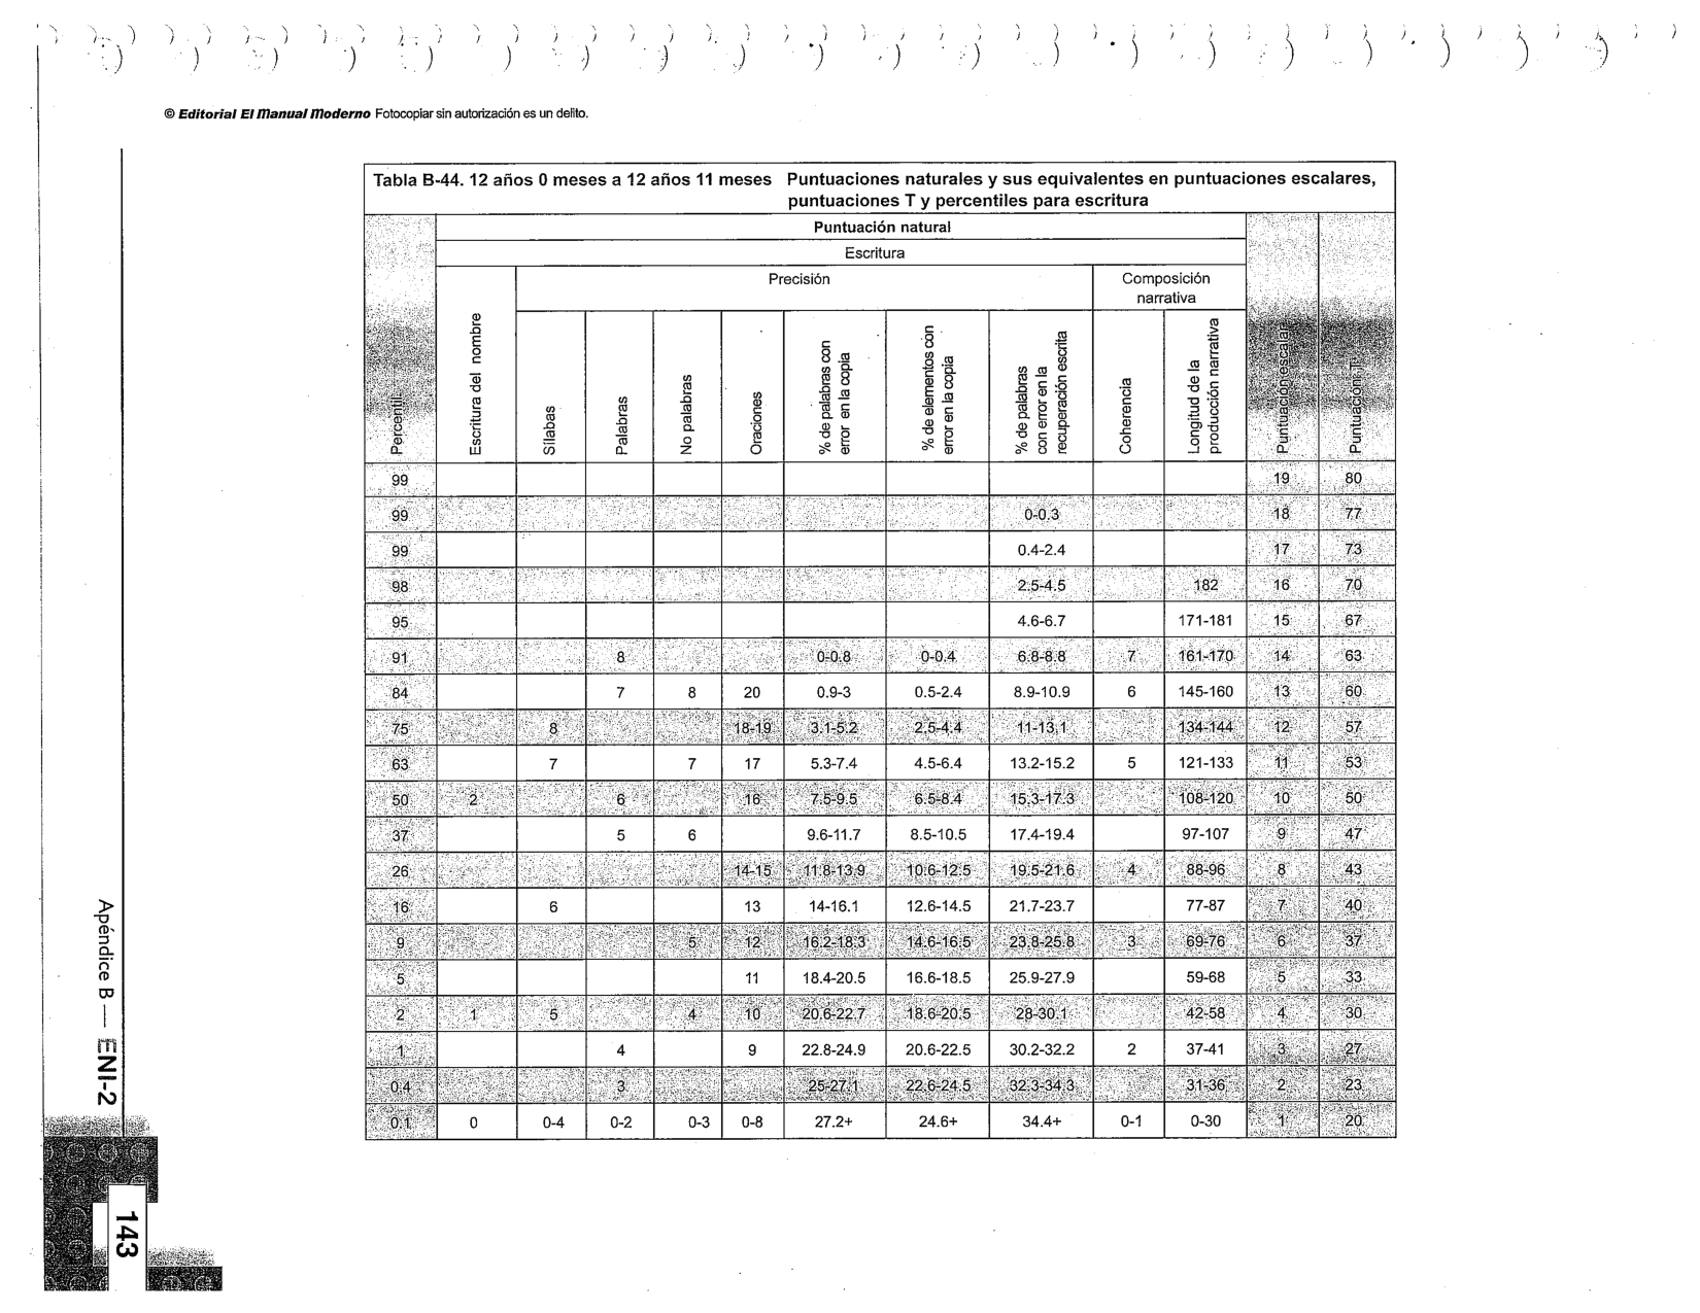 © Editorial El Manual Moderno Fotocopiar sin autorización es un delito.
Tabla B-44. 12 años 0 meses a 12 años 11 meses Puntuaciones naturales y sus equivalentes en puntuaciones escalares,
puntuaciones T y percentiles para escritura
Puntuación natural
Escritura
Precisión
Composición
narrativa
Percentil
Escritura del nombre
Sílabas
Palabras
No palabras
Oraciones
% de palabras con
error en la copia
% de elementos con
error en la copia
% de palabras
con error en la
recuperación escrita
Coherencia
Longitud de la
producción narrativa
Puntuación escalar
Puntuación T
99 19 80
99 0-0.3 18 77
99 0.4-2.4 17 73
98 2.5-4.5 182 16 70
95 4.6-6.7 171-181 15 67
91 8 0-0.8 0-0.4 6.8-8.8 7 161-170 14 63
84 7 8 20 0.9-3 0.5-2.4 8.9-10.9 6 145-160 13 60
75 8 18-19 3.1-5.2 2.5-4.4 11-13.1 134-144 12 57
63 7 7 17 5.3-7.4 4.5-6.4 13.2-15.2 5 121-133 11 53
50 2 6 16 7.5-9.5 6.5-8.4 15.3-17.3 108-120 10 50
37 5 6 9.6-11.7 8.5-10.5 17.4-19.4 97-107 9 47
26 14-15 11.8-13.9 10.6-12.5 19.5-21.6 4 88-96 8 43
16 6 13 14-16.1 12.6-14.5 21.7-23.7 77-87 7 40
9 5 12 16.2-18.3 14.6-16.5 23.8-25.8 3 69-76 6 37
5 11 18.4-20.5 16.6-18.5 25.9-27.9 59-68 5 33
2 1 5 4 10 20.6-22.7 18.6-20.5 28-30.1 42-58 4 30
1 4 9 22.8-24.9 20.6-22.5 30.2-32.2 2 37-41 3 27
0.4 3 25-27.1 22.6-24.5 32.3-34.3 31-36 2 23
0.1 0 0-4 0-2 0-3 0-8 27.2+ 24.6+ 34.4+ 0-1 0-30 1 20
Apéndice B — ENI-2
143